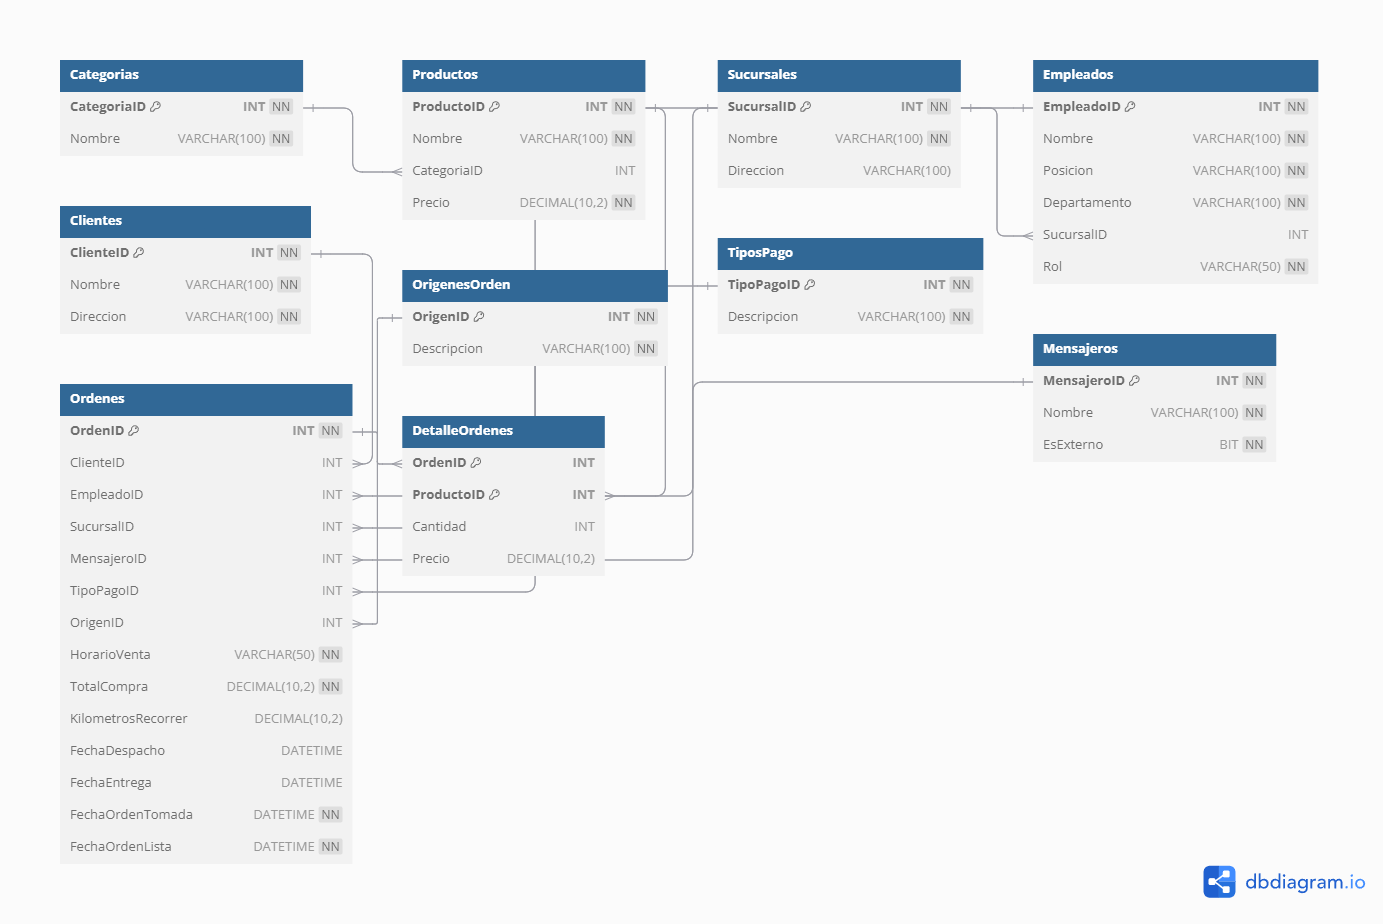 Categorias
CategoriaID INT NN
Nombre VARCHAR(100) NN
Productos
ProductoID INT NN
Nombre VARCHAR(100) NN
CategoriaID INT
Precio DECIMAL(10,2) NN
Sucursales
SucursalID INT NN
Nombre VARCHAR(100) NN
Direccion VARCHAR(100)
Empleados
EmpleadoID INT NN
Nombre VARCHAR(100) NN
Posicion VARCHAR(100) NN
Departamento VARCHAR(100) NN
SucursalID INT
Rol VARCHAR(50) NN
Clientes
ClienteID INT NN
Nombre VARCHAR(100) NN
Direccion VARCHAR(100) NN
OrigenesOrden
OrigenID INT NN
Descripcion VARCHAR(100) NN
TiposPago
TipoPagoID INT NN
Descripcion VARCHAR(100) NN
Mensajeros
MensajeroID INT NN
Nombre VARCHAR(100) NN
EsExterno BIT NN
Ordenes
OrdenID INT NN
ClienteID INT
EmpleadoID INT
SucursalID INT
MensajeroID INT
TipoPagoID INT
OrigenID INT
HorarioVenta VARCHAR(50) NN
TotalCompra DECIMAL(10,2) NN
KilometrosRecorrer DECIMAL(10,2)
FechaDespacho DATETIME
FechaEntrega DATETIME
FechaOrdenTomada DATETIME NN
FechaOrdenLista DATETIME NN
DetalleOrdenes
OrdenID INT
ProductoID INT
Cantidad INT
Precio DECIMAL(10,2)
dbdiagram.io